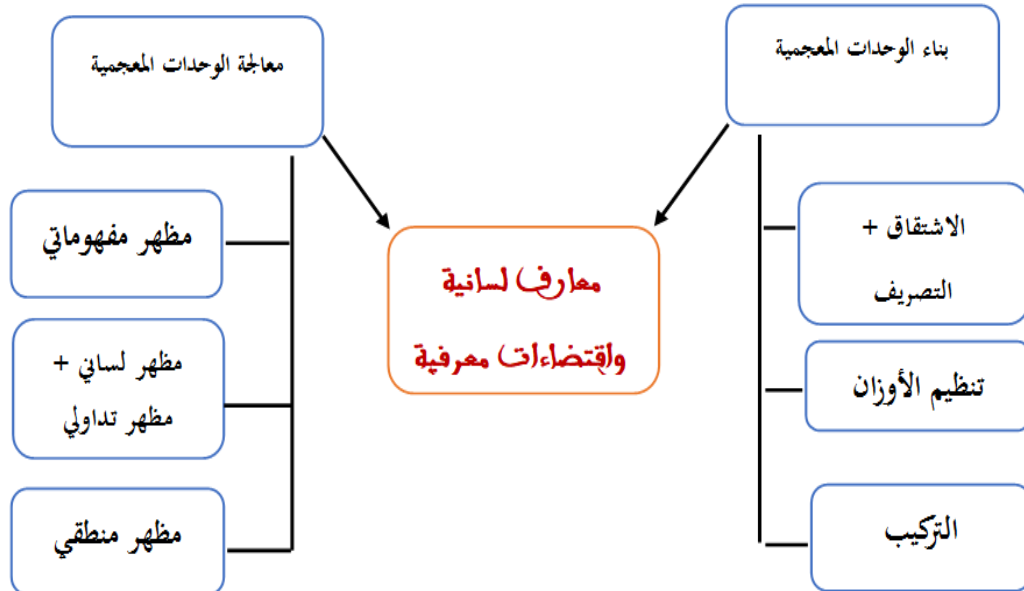 بناء الوحدات المعجمية
معالجة الوحدات المعجمية
معارف لسانية
واقتضاءات معرفية
الاشتقاق +
التصريف
تنظيم الأوزان
التركيب
مظهر مفهوماتي
مظهر لساني +
مظهر تداولي
مظهر منطقي